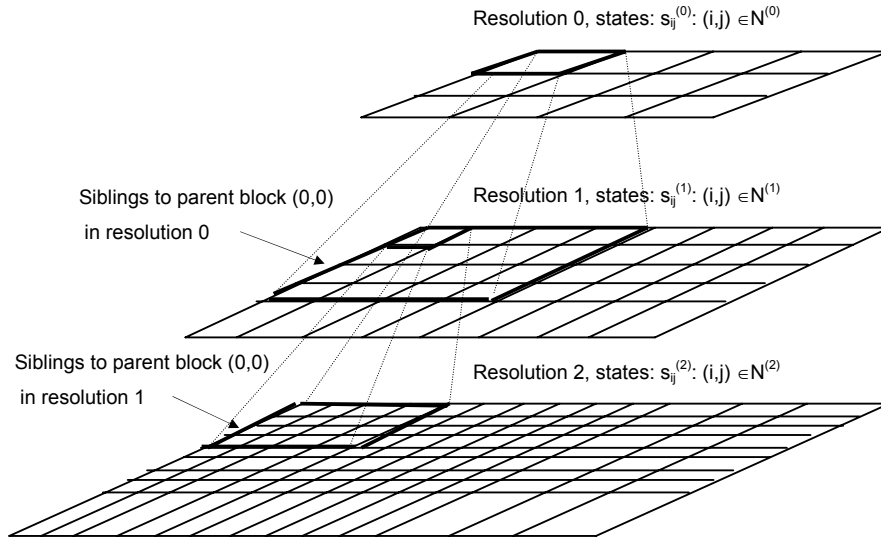 Resolution 0, states: s_ij^(0): (i,j) ∈N^(0)
Siblings to parent block (0,0)
in resolution 0
Resolution 1, states: s_ij^(1): (i,j) ∈N^(1)
Siblings to parent block (0,0)
in resolution 1
Resolution 2, states: s_ij^(2): (i,j) ∈N^(2)